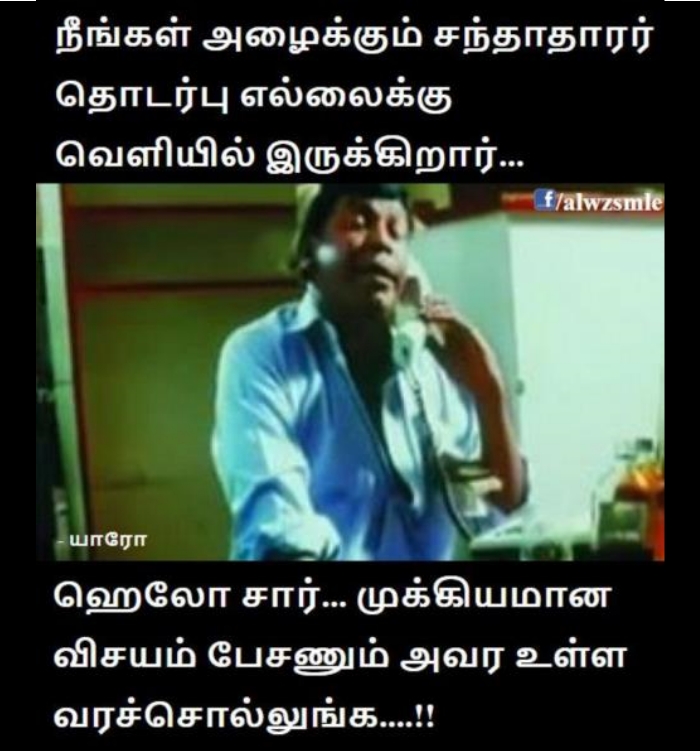 நீங்கள் அழைக்கும் சந்தாதாரர்
தொடர்பு எல்லைக்கு
வெளியில் இருக்கிறார்...
f/alwzsmle
- யாரோ
ஹெலோ சார்... முக்கியமான
விசயம் பேசணும் அவர உள்ள
வரச்சொல்லுங்க....!!